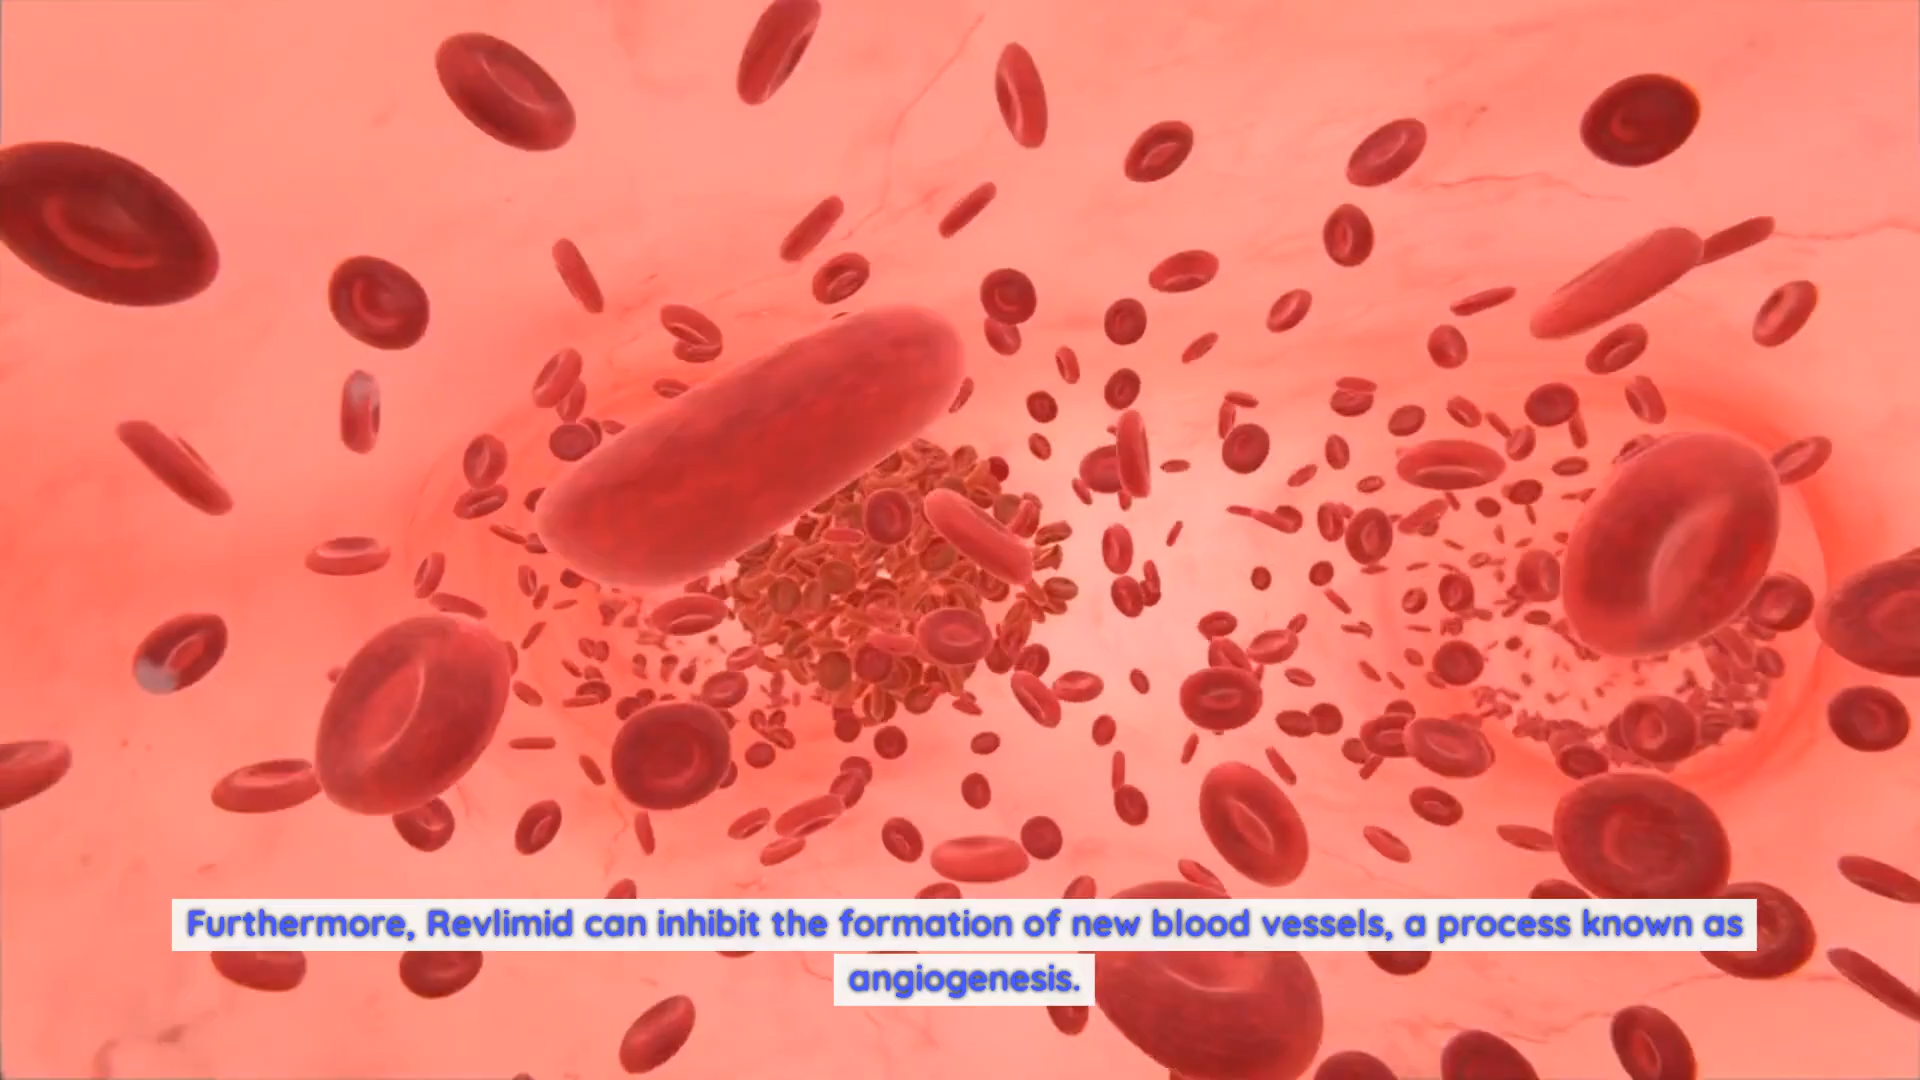 Furthermore, Revlimid can inhibit the formation of new blood vessels, a process known as
angiogenesis.